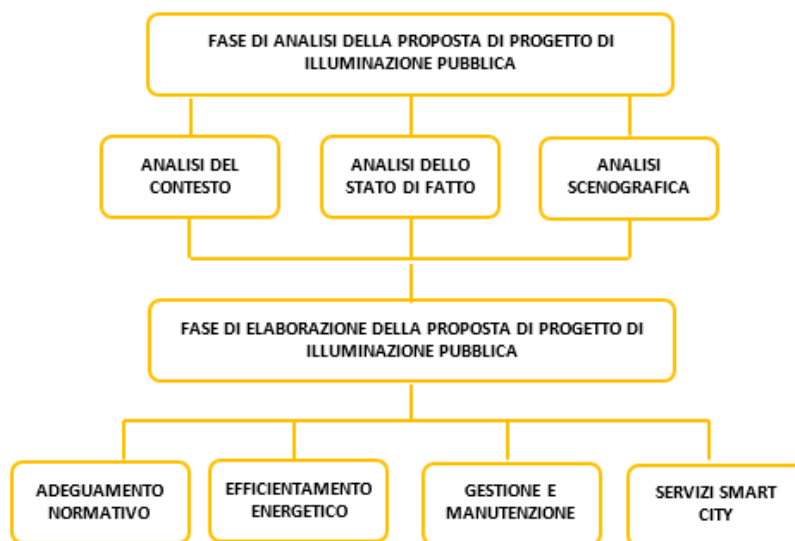 FASE DI ANALISI DELLA PROPOSTA DI PROGETTO DI
ILLUMINAZIONE PUBBLICA
ANALISI DEL
CONTESTO
ANALISI DELLO
STATO DI FATTO
ANALISI
SCENOGRAFICA
FASE DI ELABORAZIONE DELLA PROPOSTA DI PROGETTO DI
ILLUMINAZIONE PUBBLICA
ADEGUAMENTO
NORMATIVO
EFFICIENTAMENTO
ENERGETICO
GESTIONE E
MANUTENZIONE
SERVIZI SMART
CITY